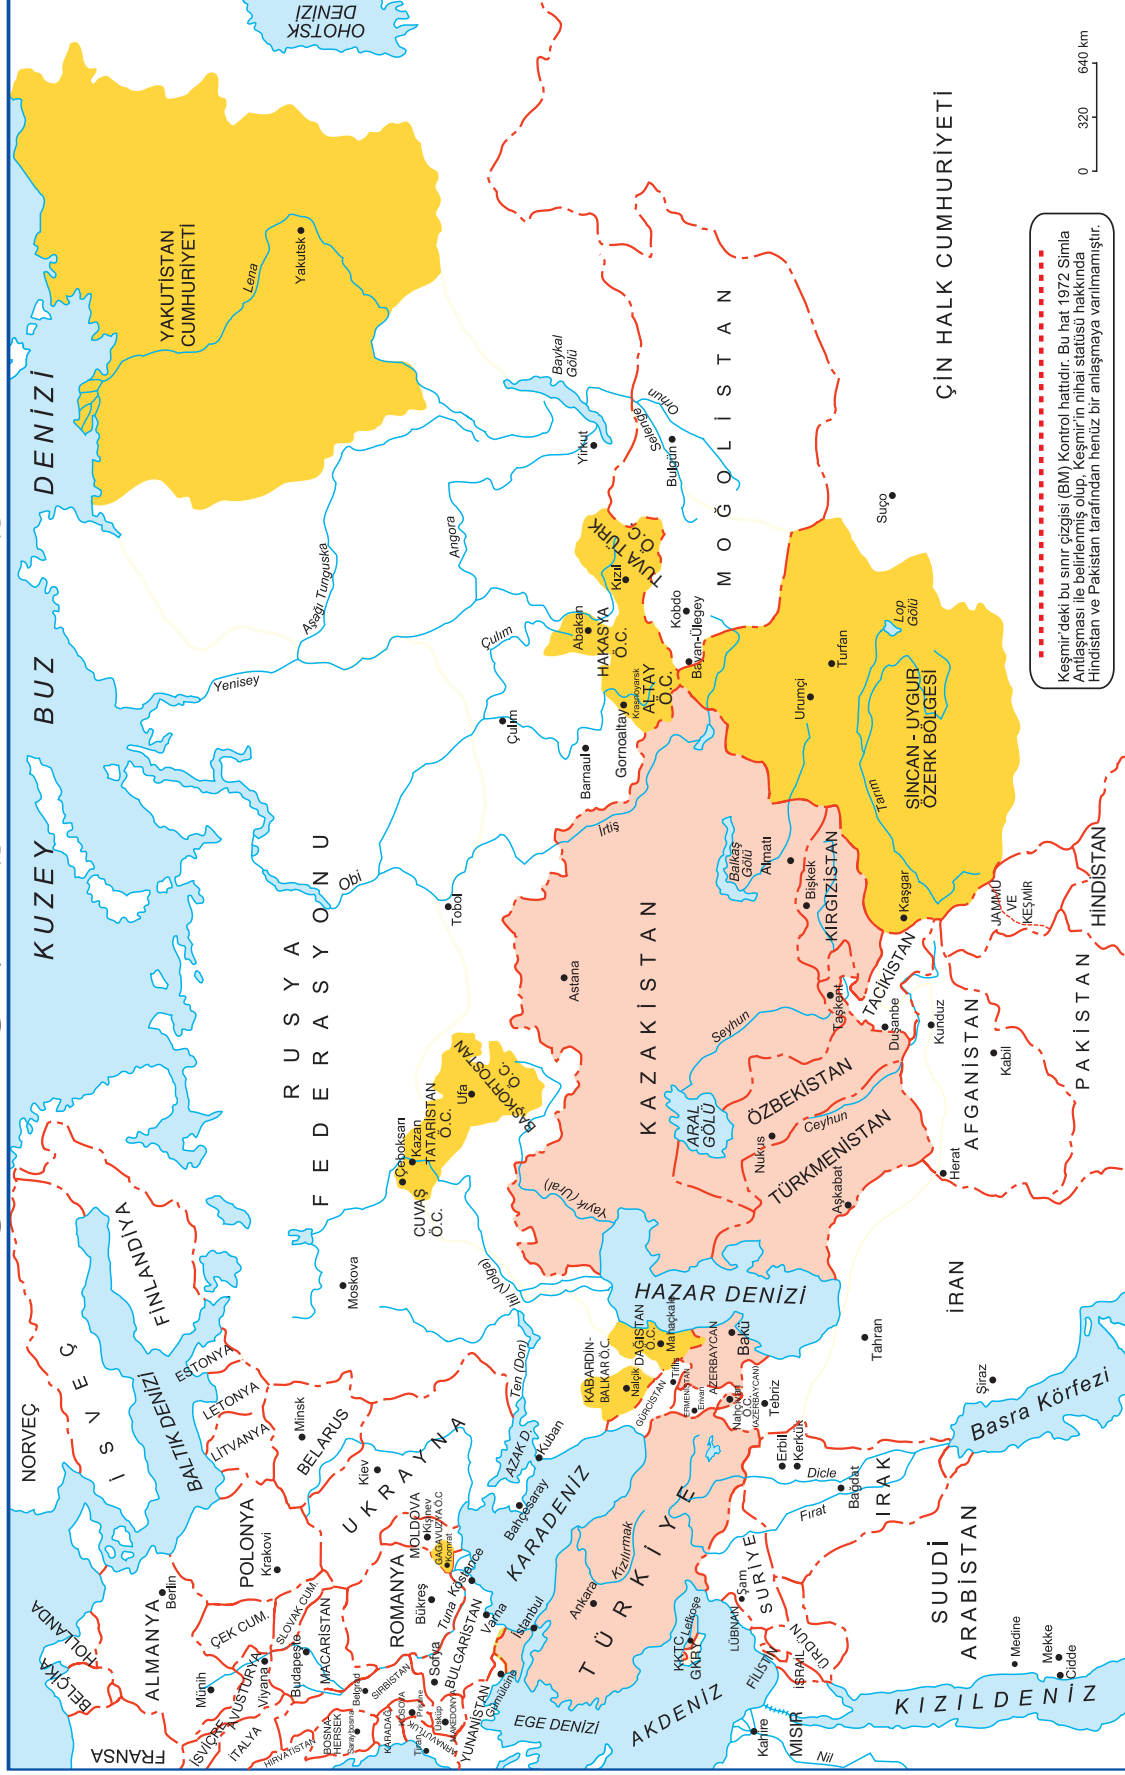 KUZEY BUZ DENİZİ
OHOTSK
DENİZİ
NORVEÇ
İSVEÇ
FİNLANDİYA
BALTIK DENİZİ
ESTONYA
LETONYA
LİTVANYA
Minsk
BELARUS
HOLLANDA
BELÇİKA
ALMANYA
Berlin
POLONYA
Krakovi
FRANSA
Münih
ÇEK CUM.
SLOVAK CUM.
İSVİÇRE
AVUSTURYA
Viyana
Budapeşte
MACARİSTAN
İTALYA
HIRVATİSTAN
BOSNA
HERSEK
Saraybosna
Belgrad
SIRBİSTAN
KARADAĞ
KOSOVA
Priştine
Tiran
ARNAVUTLUK
Üsküp
MAKEDONYA
YUNANİSTAN
Gümülcine
Sofya
BULGARİSTAN
Varna
ROMANYA
Bükreş
Tuna
Köstence
MOLDOVA
Kişinev
GAGAVUZYA Ö.C
Komrat
UKRAYNA
Kiev
RUSYA
FEDERASYONU
Moskova
Çeboksarı
Kazan
TATARİSTAN
Ö.C.
ÇUVAŞ
Ö.C.
Ufa
BAŞKORTOSTAN
Ö.C.
İtil (Volga)
Ten (Don)
Yayık (Ural)
Obi
Tobol
Yenisey
Aşağı Tunguska
Angora
Çulım
Çulım
Barnaul
Gornoaltay
Krasnoyarsk
ALTAY
Ö.C.
Abakan
HAKASYA
Ö.C.
Kızıl
TUVA TÜRK
Ö.C.
YAKUTİSTAN
CUMHURİYETİ
Lena
Yakutsk
Baykal
Gölü
Yirkut
Selenge
Orhun
Bulgün
MOĞOLİSTAN
Kobdo
Bayan-Ülegey
İrtiş
KAZAKİSTAN
Astana
Balkaş
Gölü
Almatı
Bişkek
KIRGIZİSTAN
Seyhun
Taşkent
ARAL
GÖLÜ
ÖZBEKİSTAN
Nukus
Ceyhun
TÜRKMENİSTAN
Aşkabat
TACİKİSTAN
Duşanbe
Kunduz
Kaşgar
Tarım
SİNCAN - UYGUR
ÖZERK BÖLGESİ
Urumçi
Turfan
Lop
Gölü
Suço
ÇİN HALK CUMHURİYETİ
JAMMU
VE
KEŞMİR
HİNDİSTAN
PAKİSTAN
AFGANİSTAN
Kabil
Herat
HAZAR DENİZİ
KABARDİN-
BALKAR Ö.C.
Nalçik
DAĞISTAN
Ö.C.
Mahaçkale
GÜRCİSTAN
Tiflis
ERMENİSTAN
Erivan
AZERBAYCAN
Bakü
Nahçıvan
Ö.C.
(AZERBAYCAN)
Tebriz
Tahran
İRAN
Şiraz
Basra Körfezi
AZAK D.
Kuban
Bahçesaray
KARADENİZ
İstanbul
Ankara
Kızılırmak
TÜRKİYE
EGE DENİZİ
AKDENİZ
KKTC
Lefkoşe
GKRY
LÜBNAN
Şam
SURİYE
FİLİSTİN
İSRAİL
ÜRDÜN
Erbil
Kerkük
Dicle
Bağdat
Fırat
IRAK
SUUDİ
ARABİSTAN
Medine
Mekke
Cidde
KIZILDENİZ
Kahire
MISIR
Nil
Keşmir'deki bu sınır çizgisi (BM) Kontrol hattıdır. Bu hat 1972 Simla
Antlaşması ile belirlenmiş olup, Keşmir'in nihai statüsü hakkında
Hindistan ve Pakistan tarafından henüz bir anlaşmaya varılmamıştır.
0 320 640 km